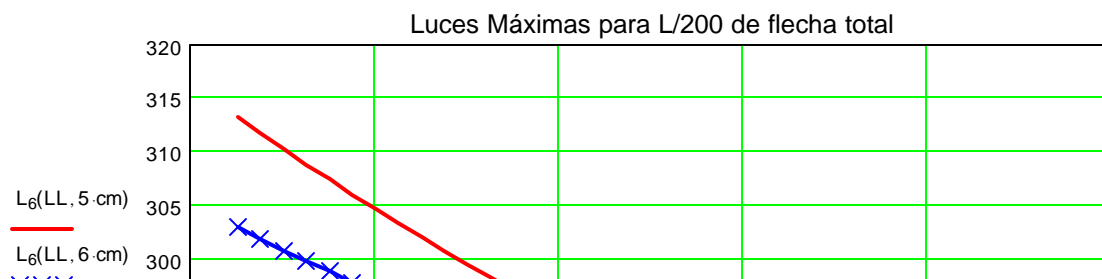 Luces Máximas para L/200 de flecha total
320
315
310
305
300
L6(LL, 5·cm)
L6(LL, 6·cm)